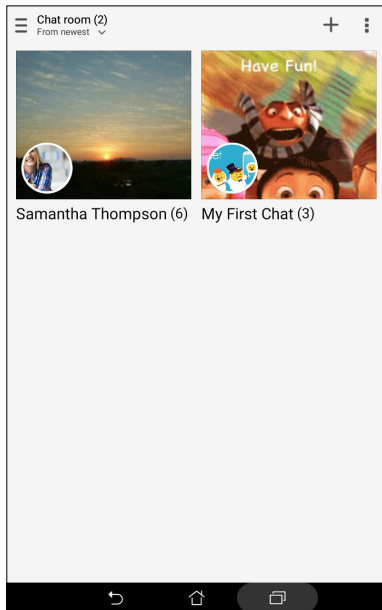 Chat room (2)
From newest
Have Fun!
Samantha Thompson (6)
My First Chat (3)